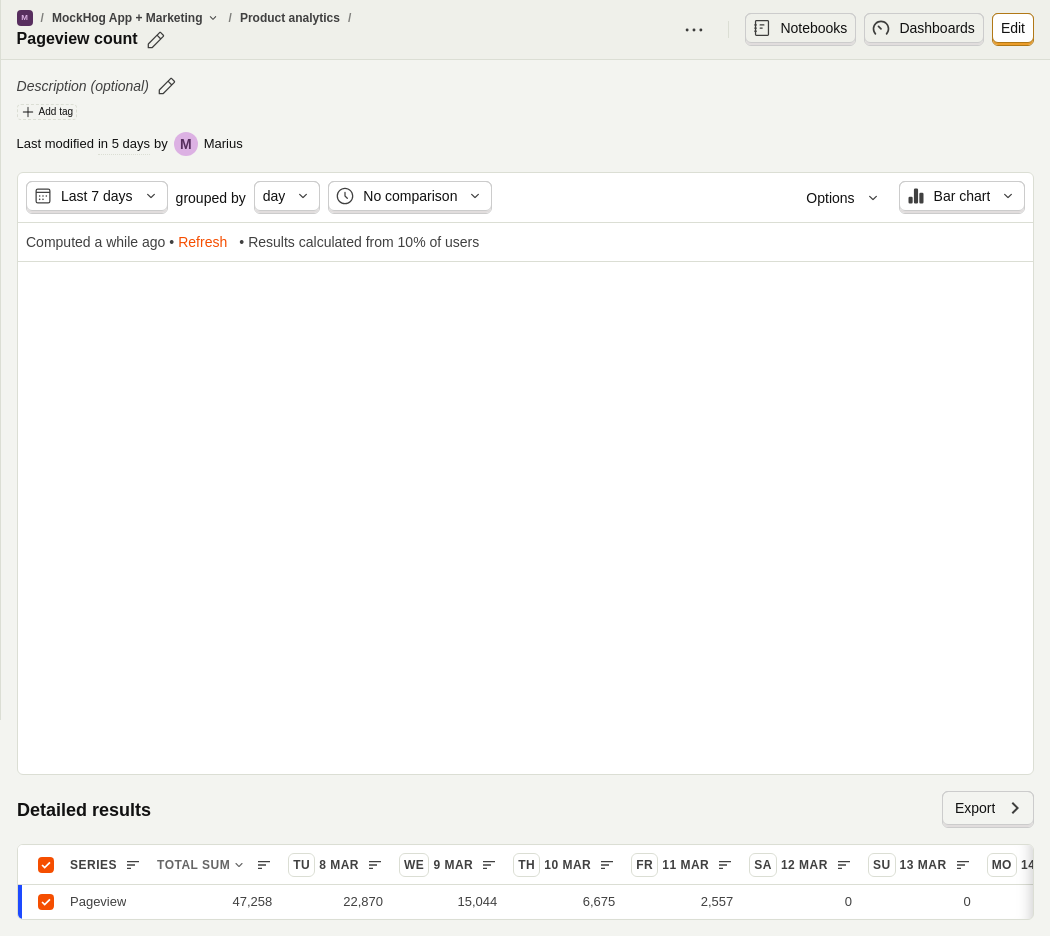 M / MockHog App + Marketing / Product analytics /
Pageview count
Notebooks Dashboards Edit
Description (optional)
Add tag
Last modified in 5 days by M Marius
Last 7 days grouped by day No comparison Options Bar chart
Computed a while ago • Refresh • Results calculated from 10% of users
Detailed results
Export
SERIES TOTAL SUM TU 8 MAR WE 9 MAR TH 10 MAR FR 11 MAR SA 12 MAR SU 13 MAR MO 14
Pageview 47,258 22,870 15,044 6,675 2,557 0 0